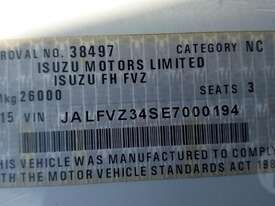 ROVAL No. 38497 CATEGORY NC
ISUZU MOTORS LIMITED
ISUZU FH FVZ
kg 26000 SEATS 3
15 VIN JALFVZ34SE7000194
THIS VEHICLE WAS MANUFACTURED TO COMPLY
TH THE MOTOR VEHICLE STANDARDS ACT 198